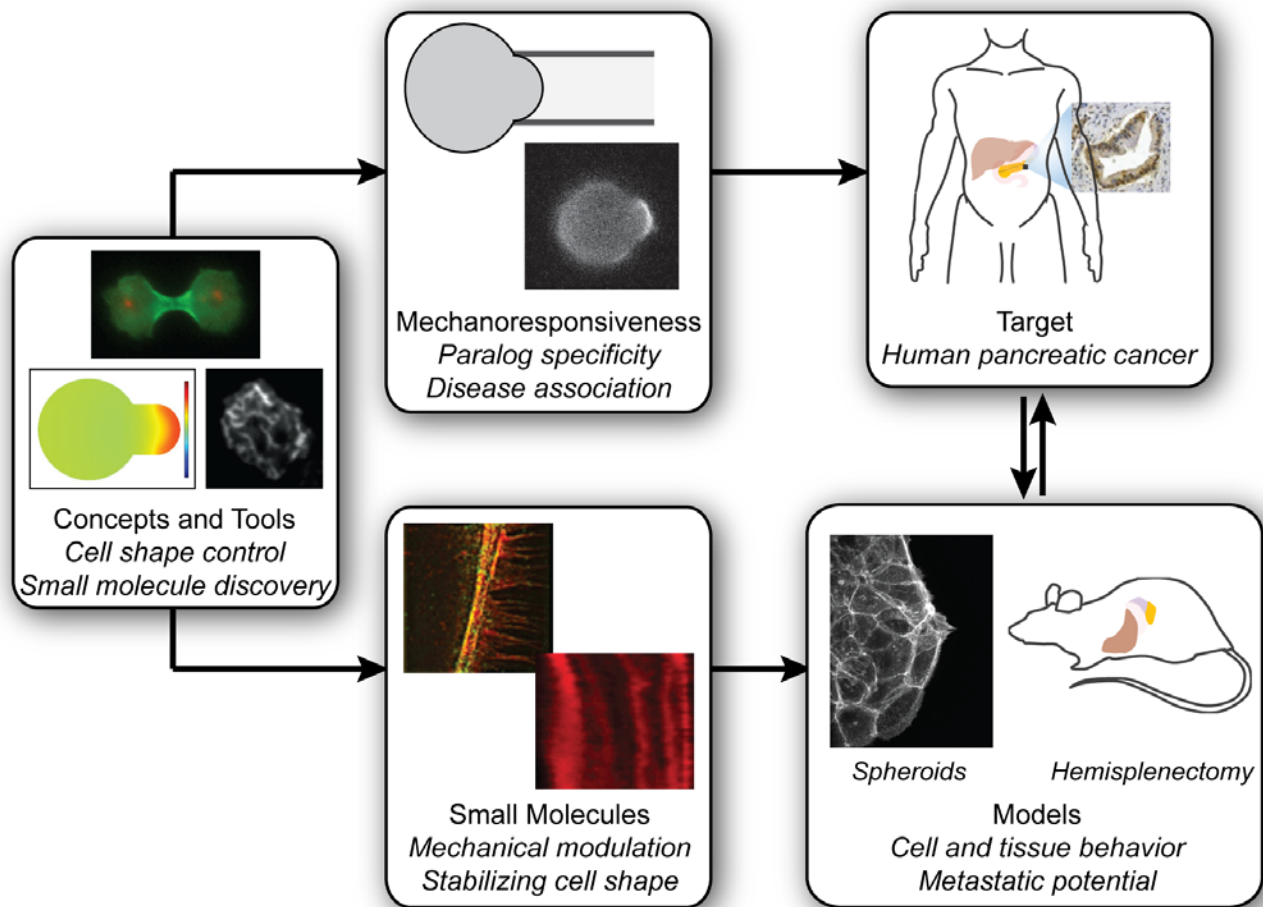 Concepts and Tools
Cell shape control
Small molecule discovery
Mechanoresponsiveness
Paralog specificity
Disease association
Target
Human pancreatic cancer
Small Molecules
Mechanical modulation
Stabilizing cell shape
Spheroids
Hemisplenectomy
Models
Cell and tissue behavior
Metastatic potential